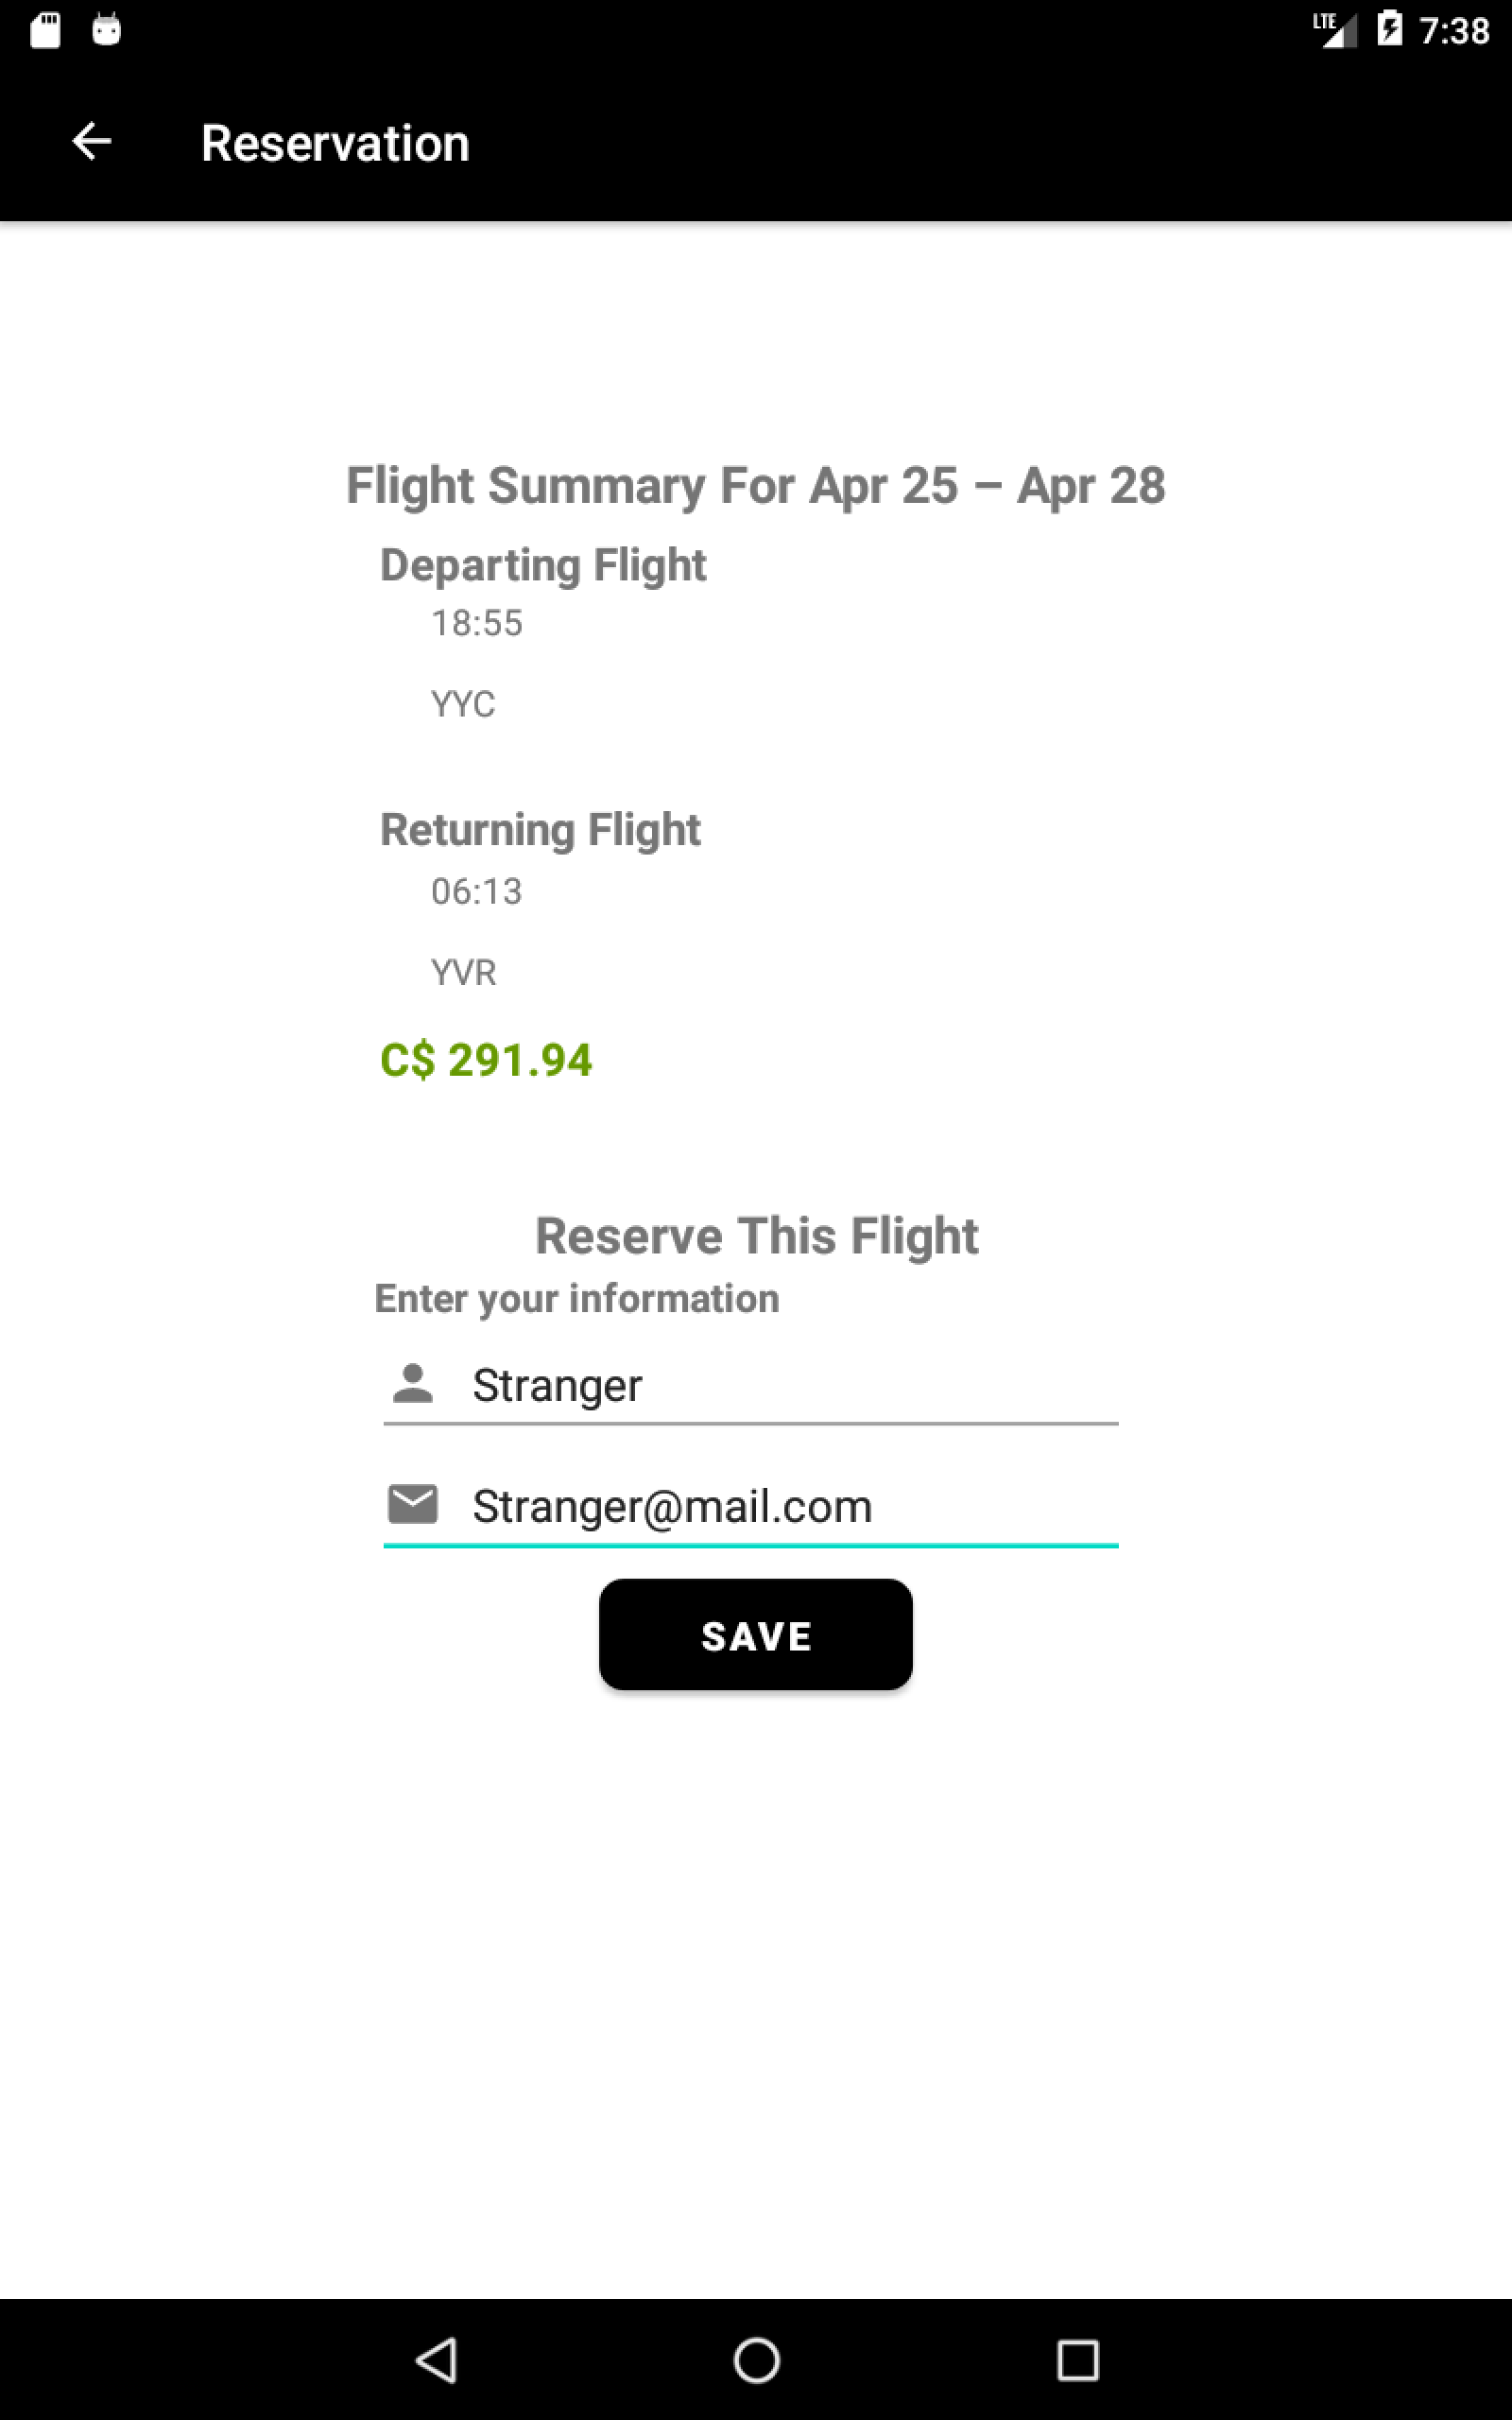 LTE 7:38
Reservation
Flight Summary For Apr 25 – Apr 28
Departing Flight
18:55
YYC
Returning Flight
06:13
YVR
C$ 291.94
Reserve This Flight
Enter your information
Stranger
Stranger@mail.com
SAVE